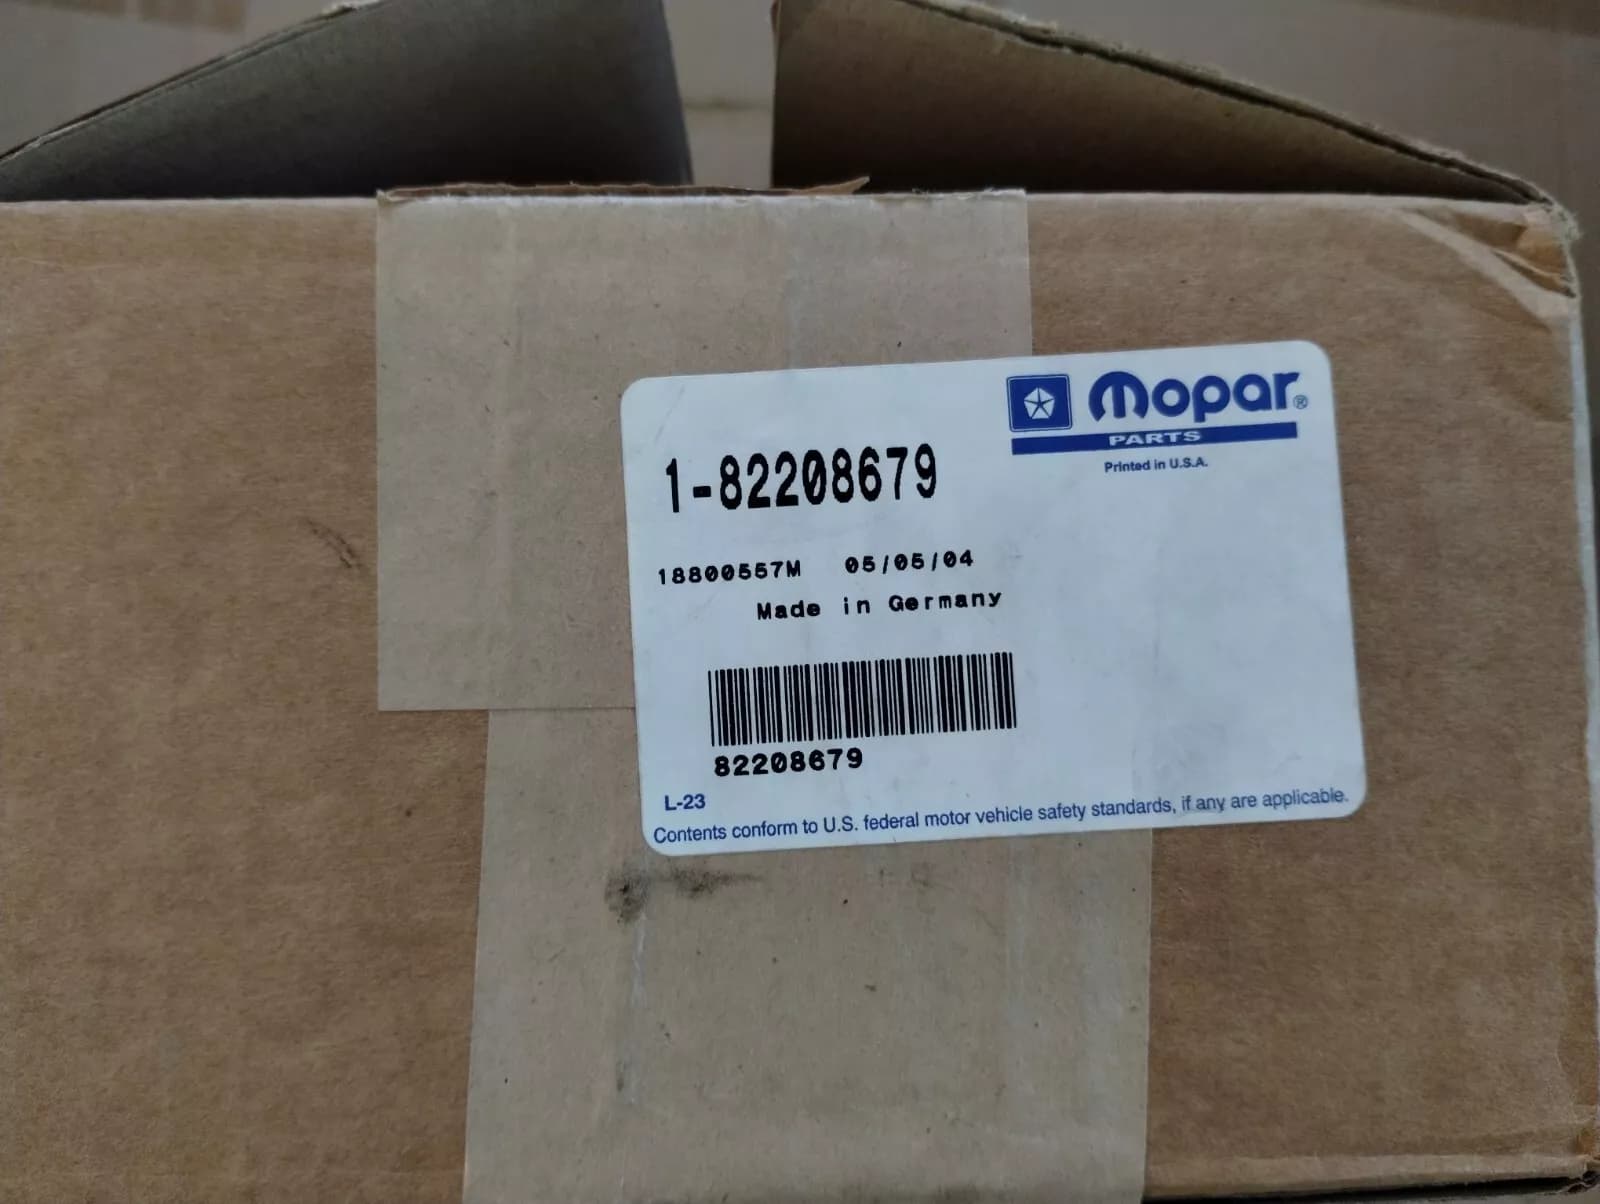 Mopar®
PARTS
Printed in U.S.A.
1-82208679
18800557M 05/05/04
Made in Germany
82208679
L-23
Contents conform to U.S. federal motor vehicle safety standards, if any are applicable.